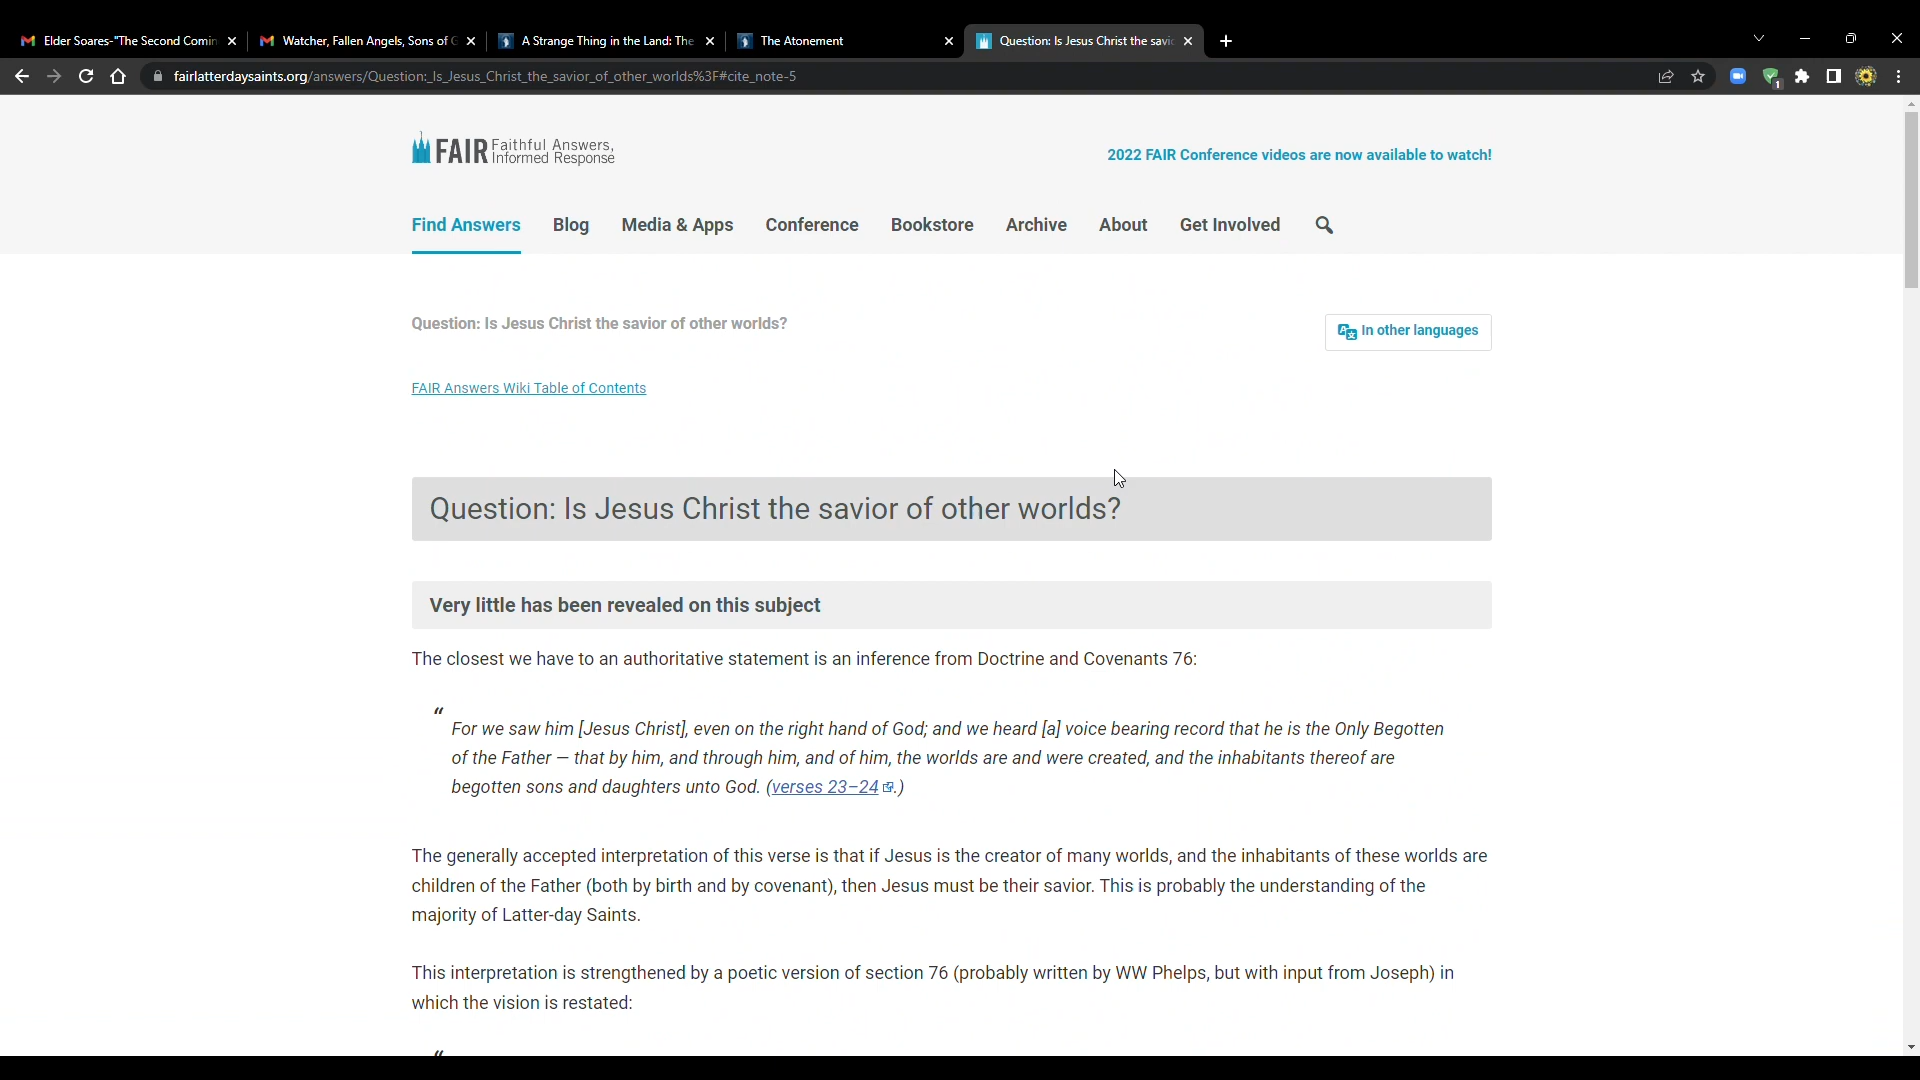 Elder Soares-"The Second Comin
Watcher, Fallen Angels, Sons of G
A Strange Thing in the Land: The
The Atonement
Question: Is Jesus Christ the savio
fairlatterdaysaints.org/answers/Question:_Is_Jesus_Christ_the_savior_of_other_worlds%3F#cite_note-5
1
FAIR Faithful Answers,
Informed Response
2022 FAIR Conference videos are now available to watch!
Find Answers Blog Media & Apps Conference Bookstore Archive About Get Involved
Question: Is Jesus Christ the savior of other worlds?
In other languages
FAIR Answers Wiki Table of Contents
Question: Is Jesus Christ the savior of other worlds?
Very little has been revealed on this subject
The closest we have to an authoritative statement is an inference from Doctrine and Covenants 76:
“
For we saw him [Jesus Christ], even on the right hand of God; and we heard [a] voice bearing record that he is the Only Begotten
of the Father — that by him, and through him, and of him, the worlds are and were created, and the inhabitants thereof are
begotten sons and daughters unto God. (verses 23–24.)
The generally accepted interpretation of this verse is that if Jesus is the creator of many worlds, and the inhabitants of these worlds are
children of the Father (both by birth and by covenant), then Jesus must be their savior. This is probably the understanding of the
majority of Latter-day Saints.
This interpretation is strengthened by a poetic version of section 76 (probably written by WW Phelps, but with input from Joseph) in
which the vision is restated:
“